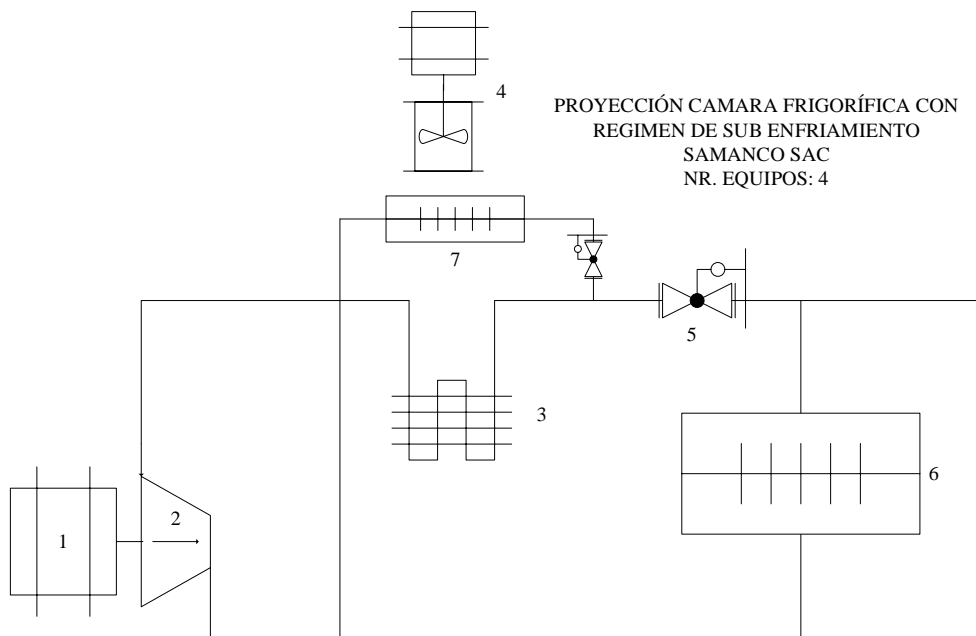 4
PROYECCIÓN CAMARA FRIGORÍFICA CON
REGIMEN DE SUB ENFRIAMIENTO
SAMANCO SAC
NR. EQUIPOS: 4
7
5
3
6
2
1